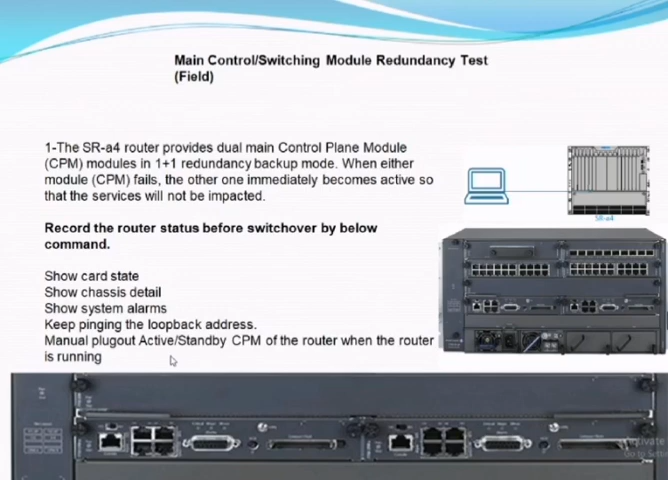 Main Control/Switching Module Redundancy Test
(Field)
1-The SR-a4 router provides dual main Control Plane Module
(CPM) modules in 1+1 redundancy backup mode. When either
module (CPM) fails, the other one immediately becomes active so
that the services will not be impacted.
Record the router status before switchover by below
command.
Show card state
Show chassis detail
Show system alarms
Keep pinging the loopback address.
Manual plugout Active/Standby CPM of the router when the router
is running
SR-a4